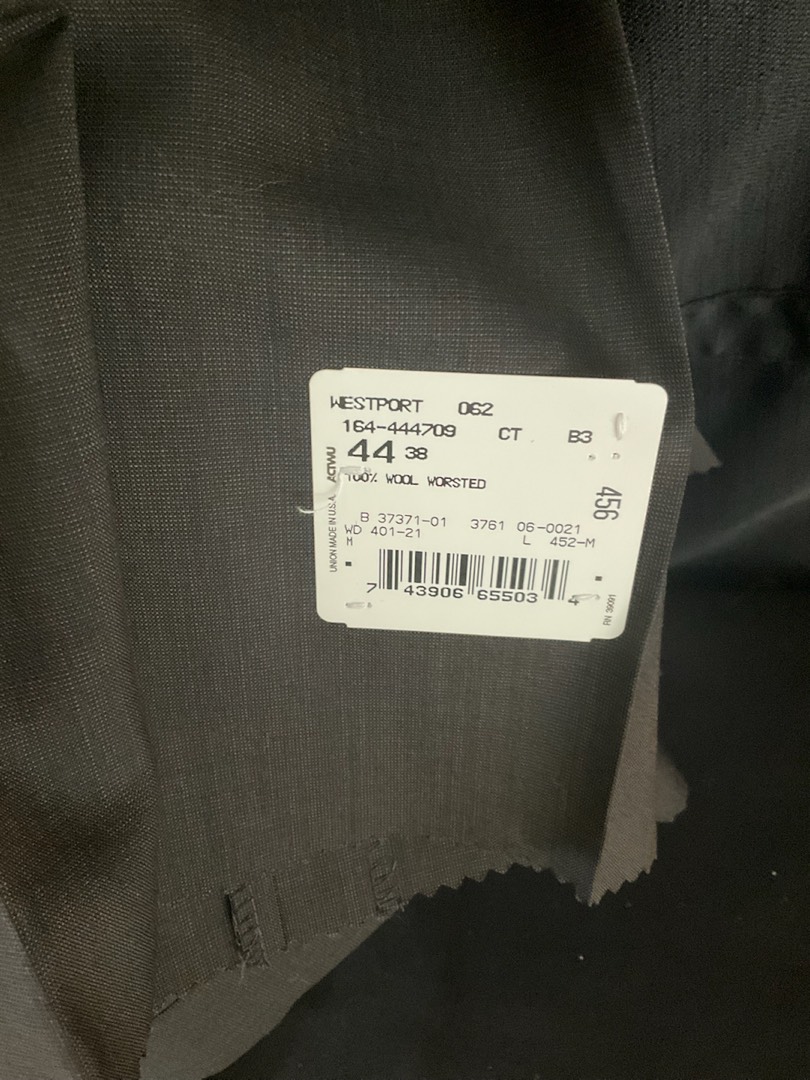 WESTPORT 062
164-444709 CT B3
44 38
100% WOOL WORSTED
456
B 37371-01 3761 06-0021
WD 401-21 L 452-M
M
7 43906 65503 4
UNION MADE IN U.S.A. ACTWU
RN 39091